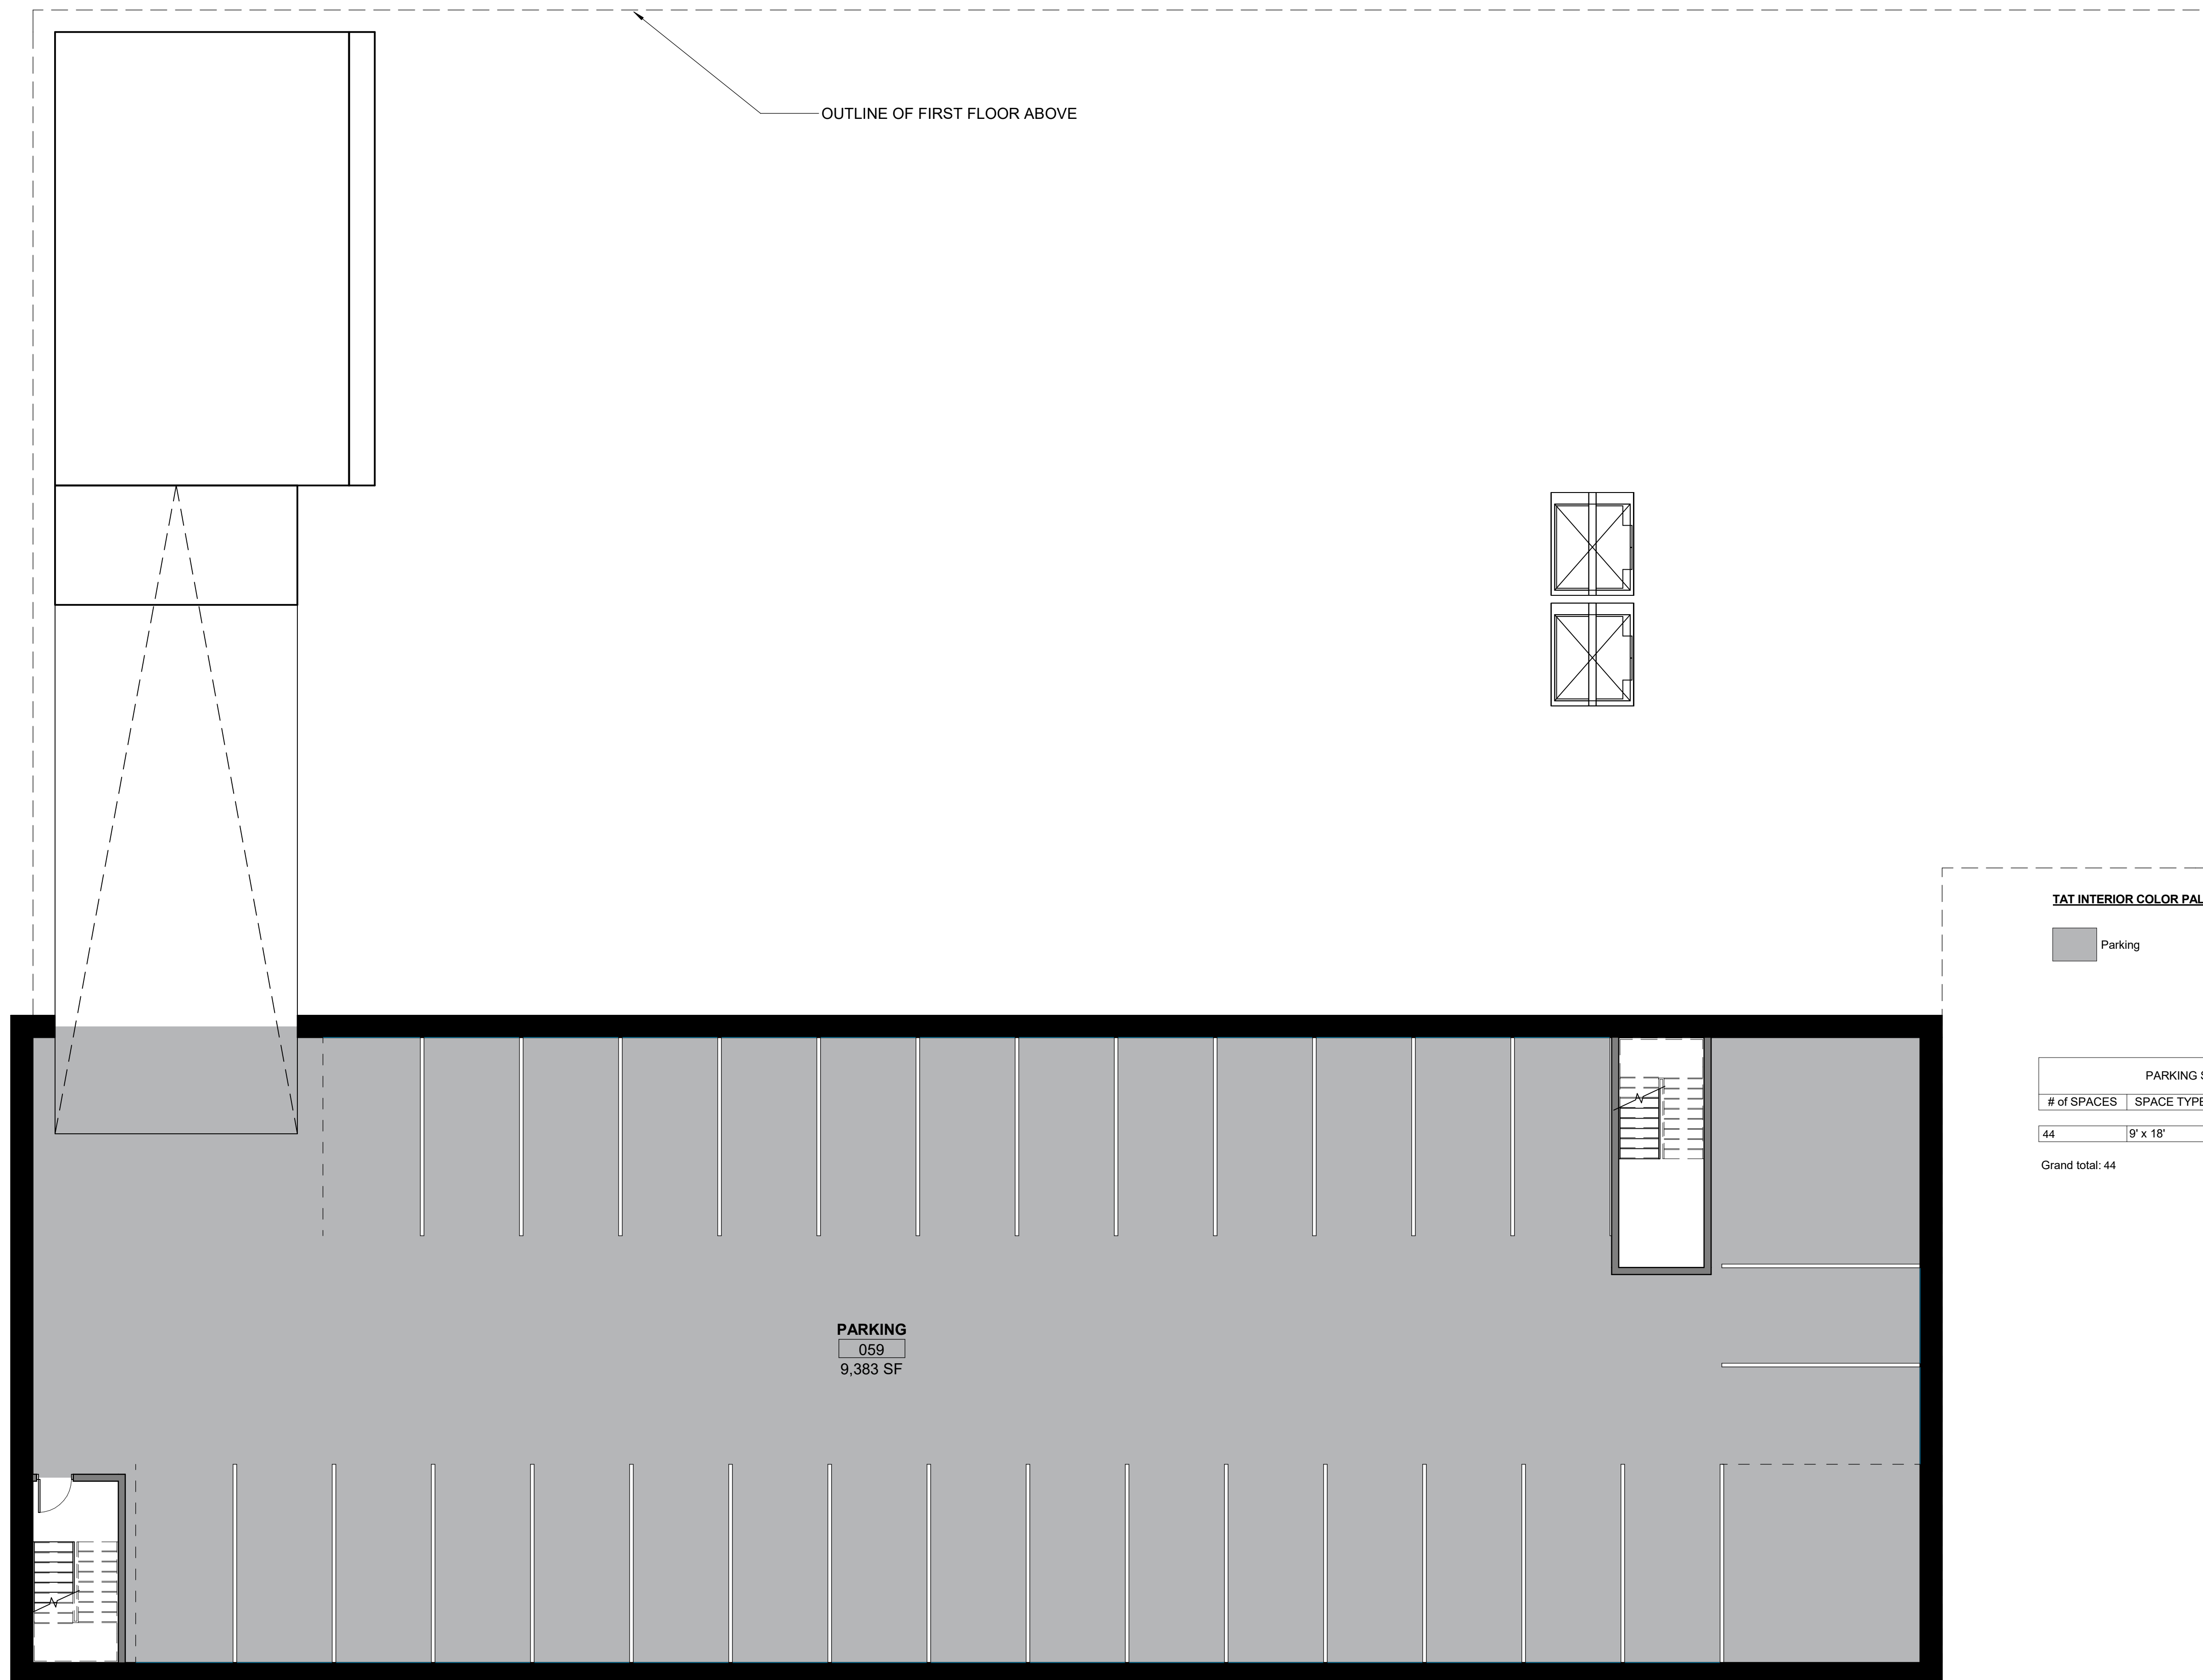 OUTLINE OF FIRST FLOOR ABOVE
TAT INTERIOR COLOR PAL
Parking
PARKING S
# of SPACES SPACE TYPE
44 9' x 18'
Grand total: 44
PARKING
059
9,383 SF